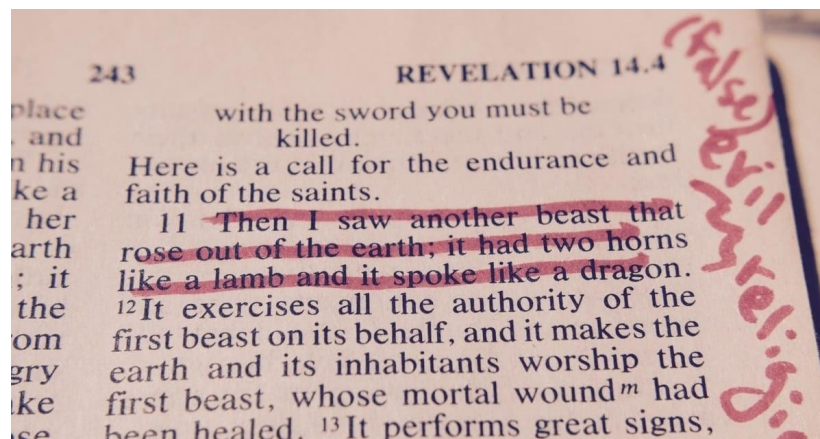 243
REVELATION 14.4
place
and
n his
ke a
her
arth
; it
the
om
gry
ke
se
with the sword you must be
killed.
Here is a call for the endurance and
faith of the saints.
11 Then I saw another beast that
rose out of the earth; it had two horns
like a lamb and it spoke like a dragon.
12 It exercises all the authority of the
first beast on its behalf, and it makes the
earth and its inhabitants worship the
first beast, whose mortal wound m had
been healed. 13 It performs great signs,
(false)
evil
religi